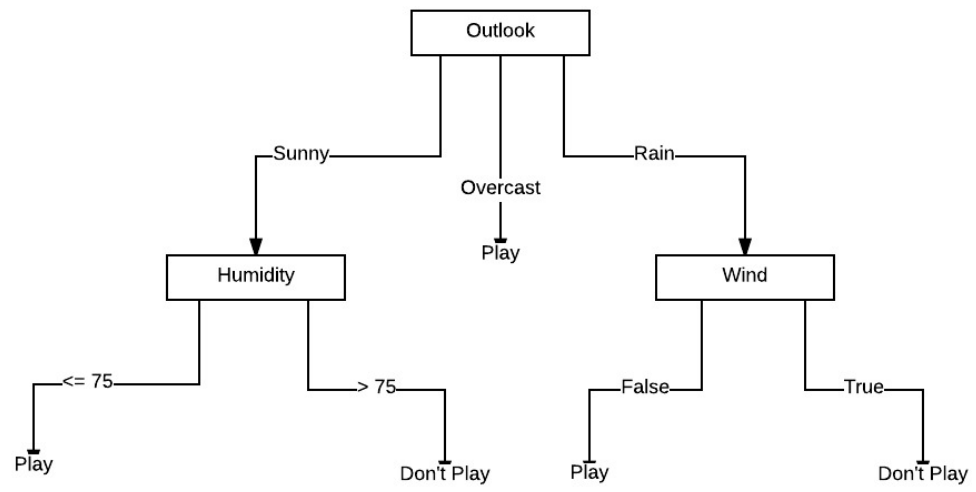 Outlook
Sunny
Rain
Overcast
Play
Humidity
Wind
<= 75
> 75
False
True
Play
Don't Play
Play
Don't Play